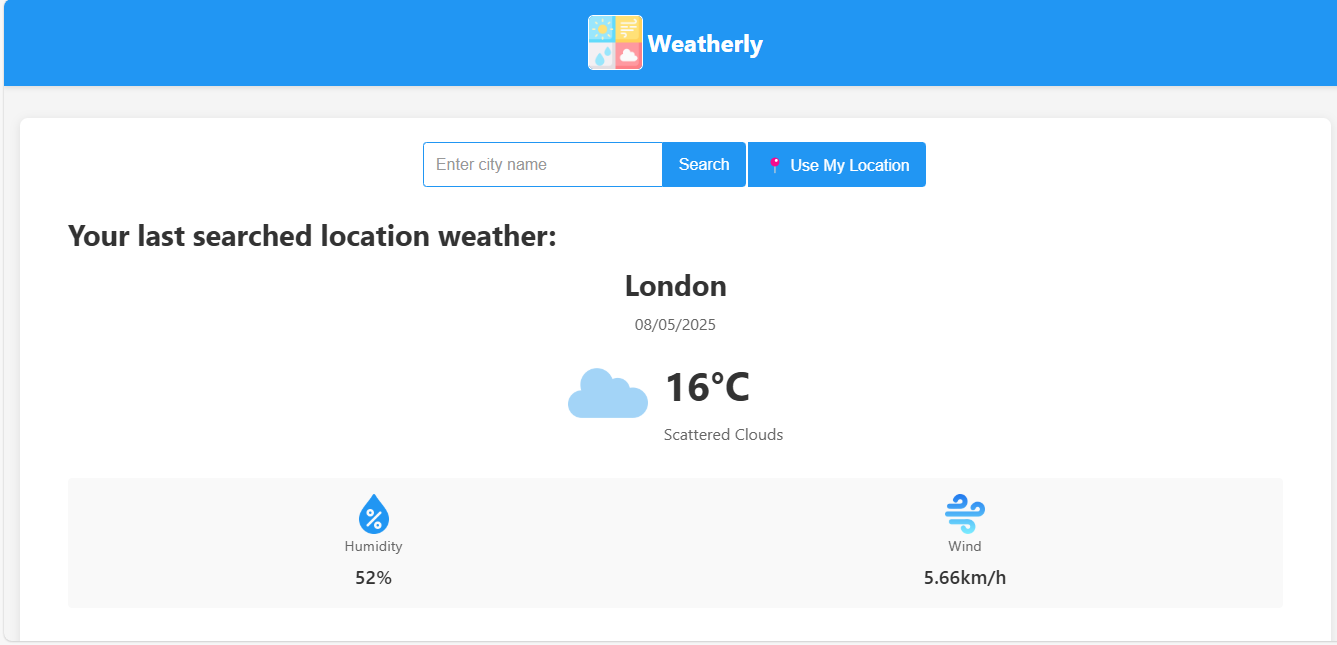 Weatherly
Enter city name
Search
Use My Location
Your last searched location weather:
London
08/05/2025
16°C
Scattered Clouds
%
Humidity
52%
Wind
5.66km/h